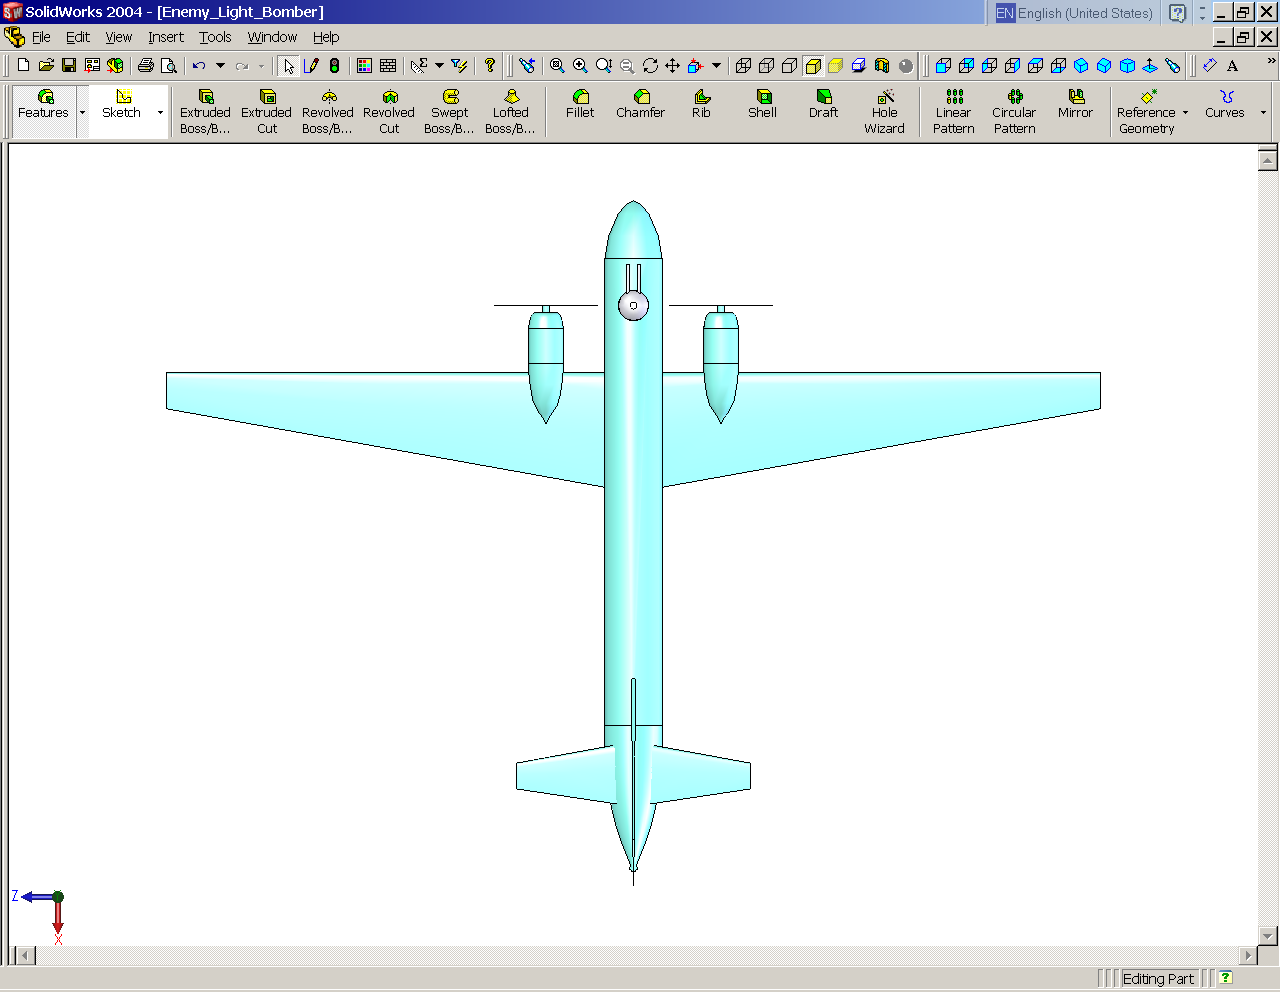 SolidWorks 2004 - [Enemy_Light_Bomber]
EN English (United States)
File Edit View Insert Tools Window Help
Features Sketch Extruded Boss/B... Extruded Cut Revolved Boss/B... Revolved Cut Swept Boss/B... Lofted Boss/B... Fillet Chamfer Rib Shell Draft Hole Wizard Linear Pattern Circular Pattern Mirror Reference Geometry Curves
Z
X
Editing Part